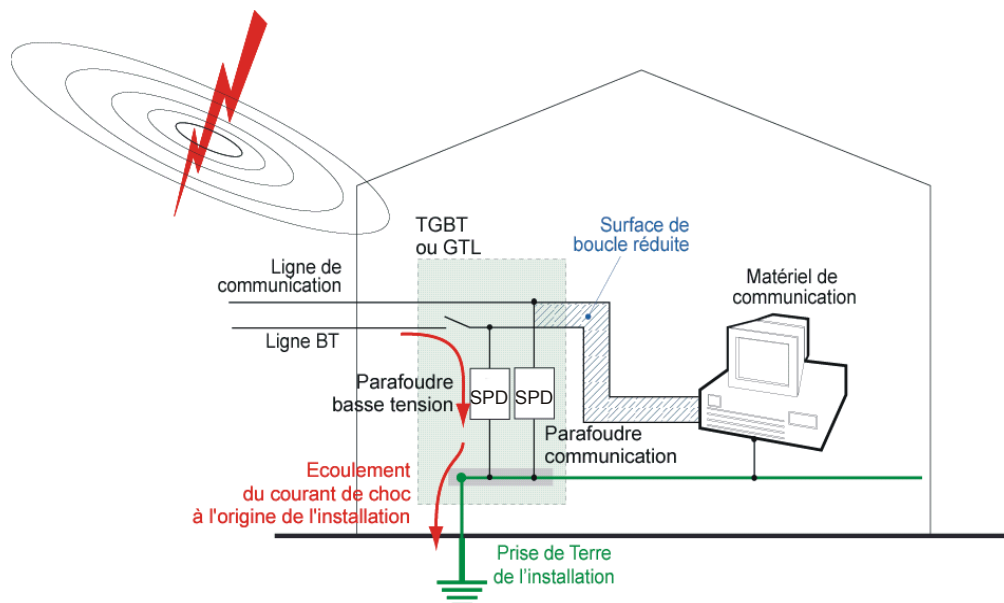 TGBT
ou GTL
Surface de
boucle réduite
Ligne de
communication
Matériel de
communication
Ligne BT
Parafoudre
basse tension
SPD
SPD
Parafoudre
communication
Ecoulement
du courant de choc
à l'origine de l'installation
Prise de Terre
de l'installation